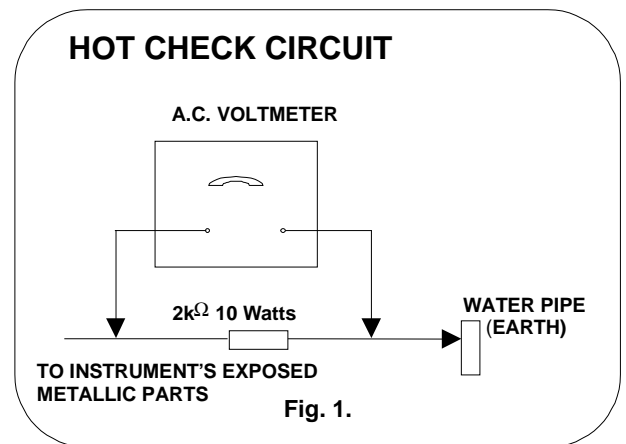 HOT CHECK CIRCUIT
A.C. VOLTMETER
2kΩ 10 Watts
WATER PIPE
(EARTH)
TO INSTRUMENT'S EXPOSED
METALLIC PARTS
Fig. 1.